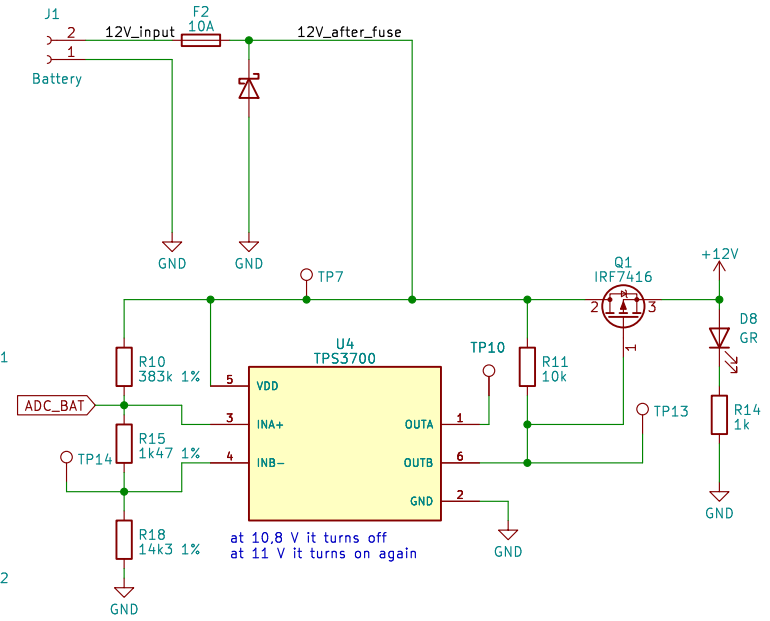 J1
F2
10A
2
12V_input
12V_after_fuse
1
Battery
GND
GND
TP7
Q1
IRF7416
+12V
2
3
1
D8
GR
1
R10
383k 1%
U4
TPS3700
TP10
R11
10k
5
VDD
ADC_BAT
3
INA+
OUTA
1
TP13
R14
1k
R15
1k47 1%
TP14
4
INB-
OUTB
6
GND
2
GND
R18
14k3 1%
at 10,8 V it turns off
at 11 V it turns on again
GND
2
GND